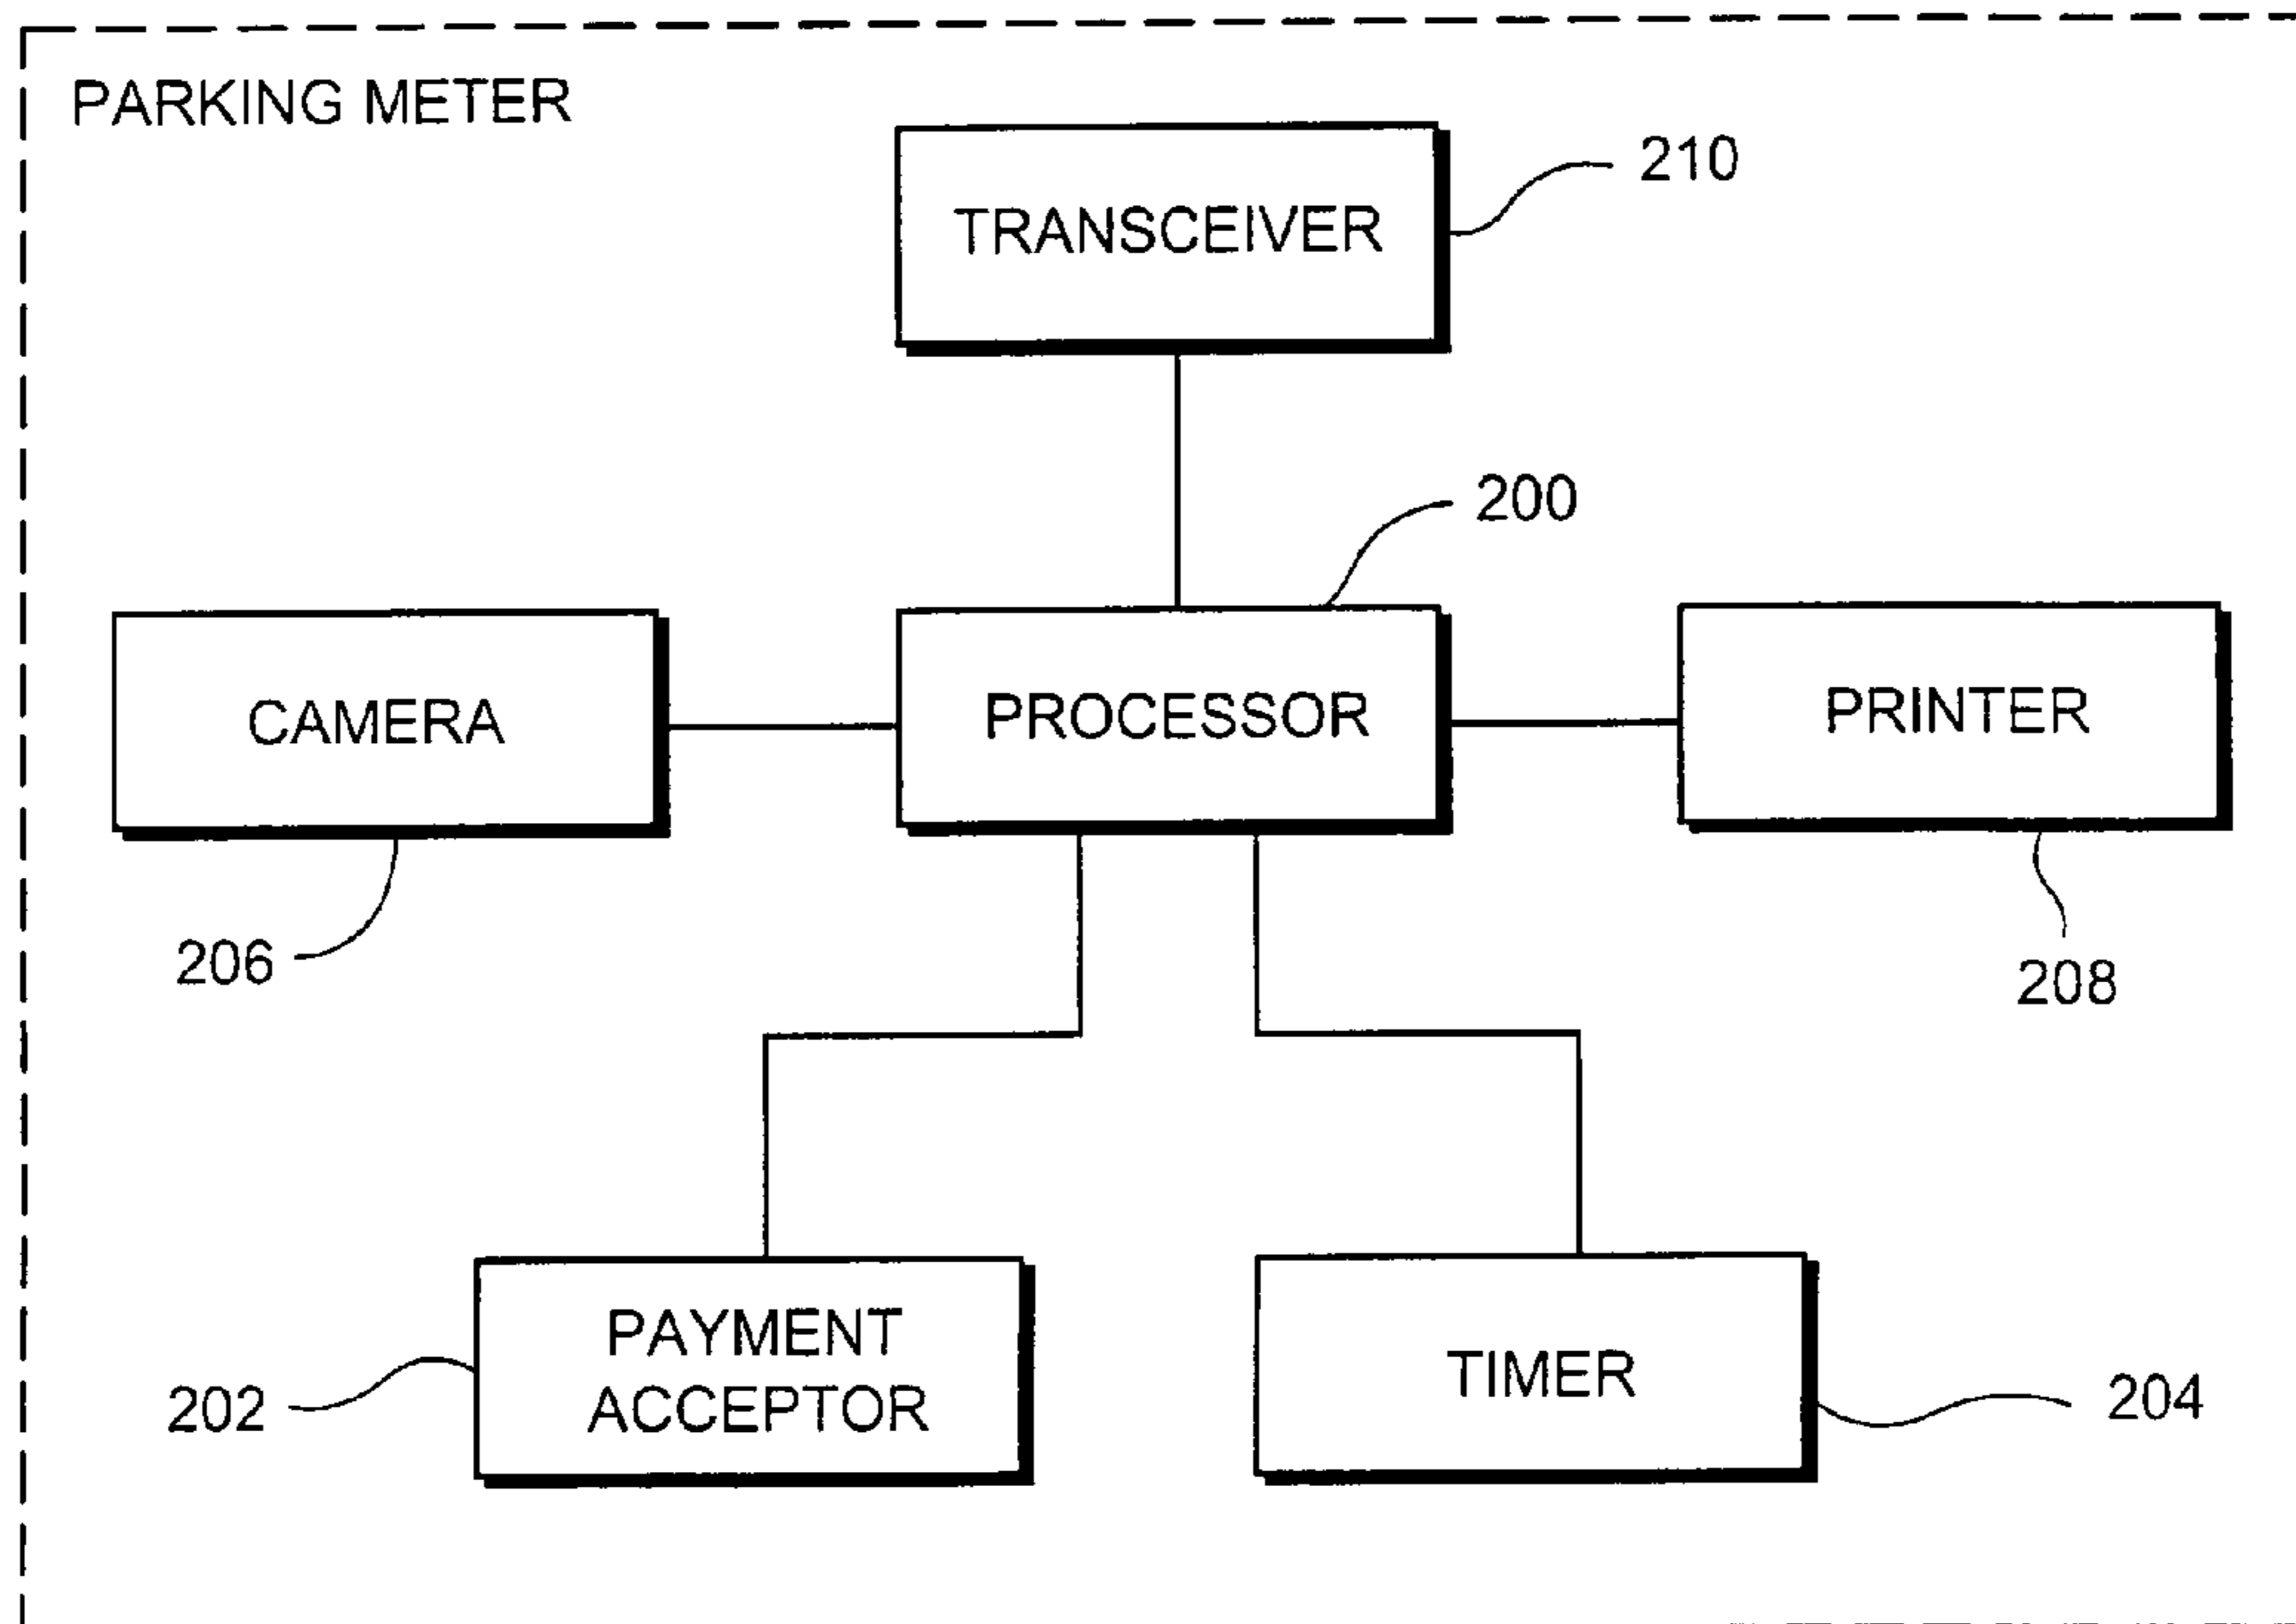 PARKING METER
TRANSCEIVER
210
200
CAMERA
PROCESSOR
PRINTER
206
208
PAYMENT
ACCEPTOR
TIMER
202
204